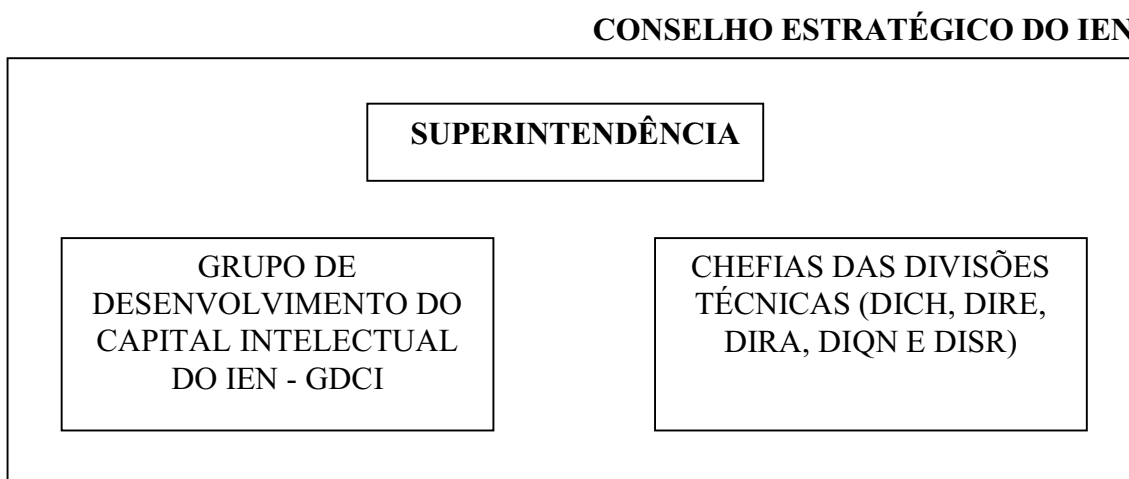 CONSELHO ESTRATÉGICO DO IEN
SUPERINTENDÊNCIA
GRUPO DE
DESENVOLVIMENTO DO
CAPITAL INTELECTUAL
DO IEN - GDCI
CHEFIAS DAS DIVISÕES
TÉCNICAS (DICH, DIRE,
DIRA, DIQN E DISR)